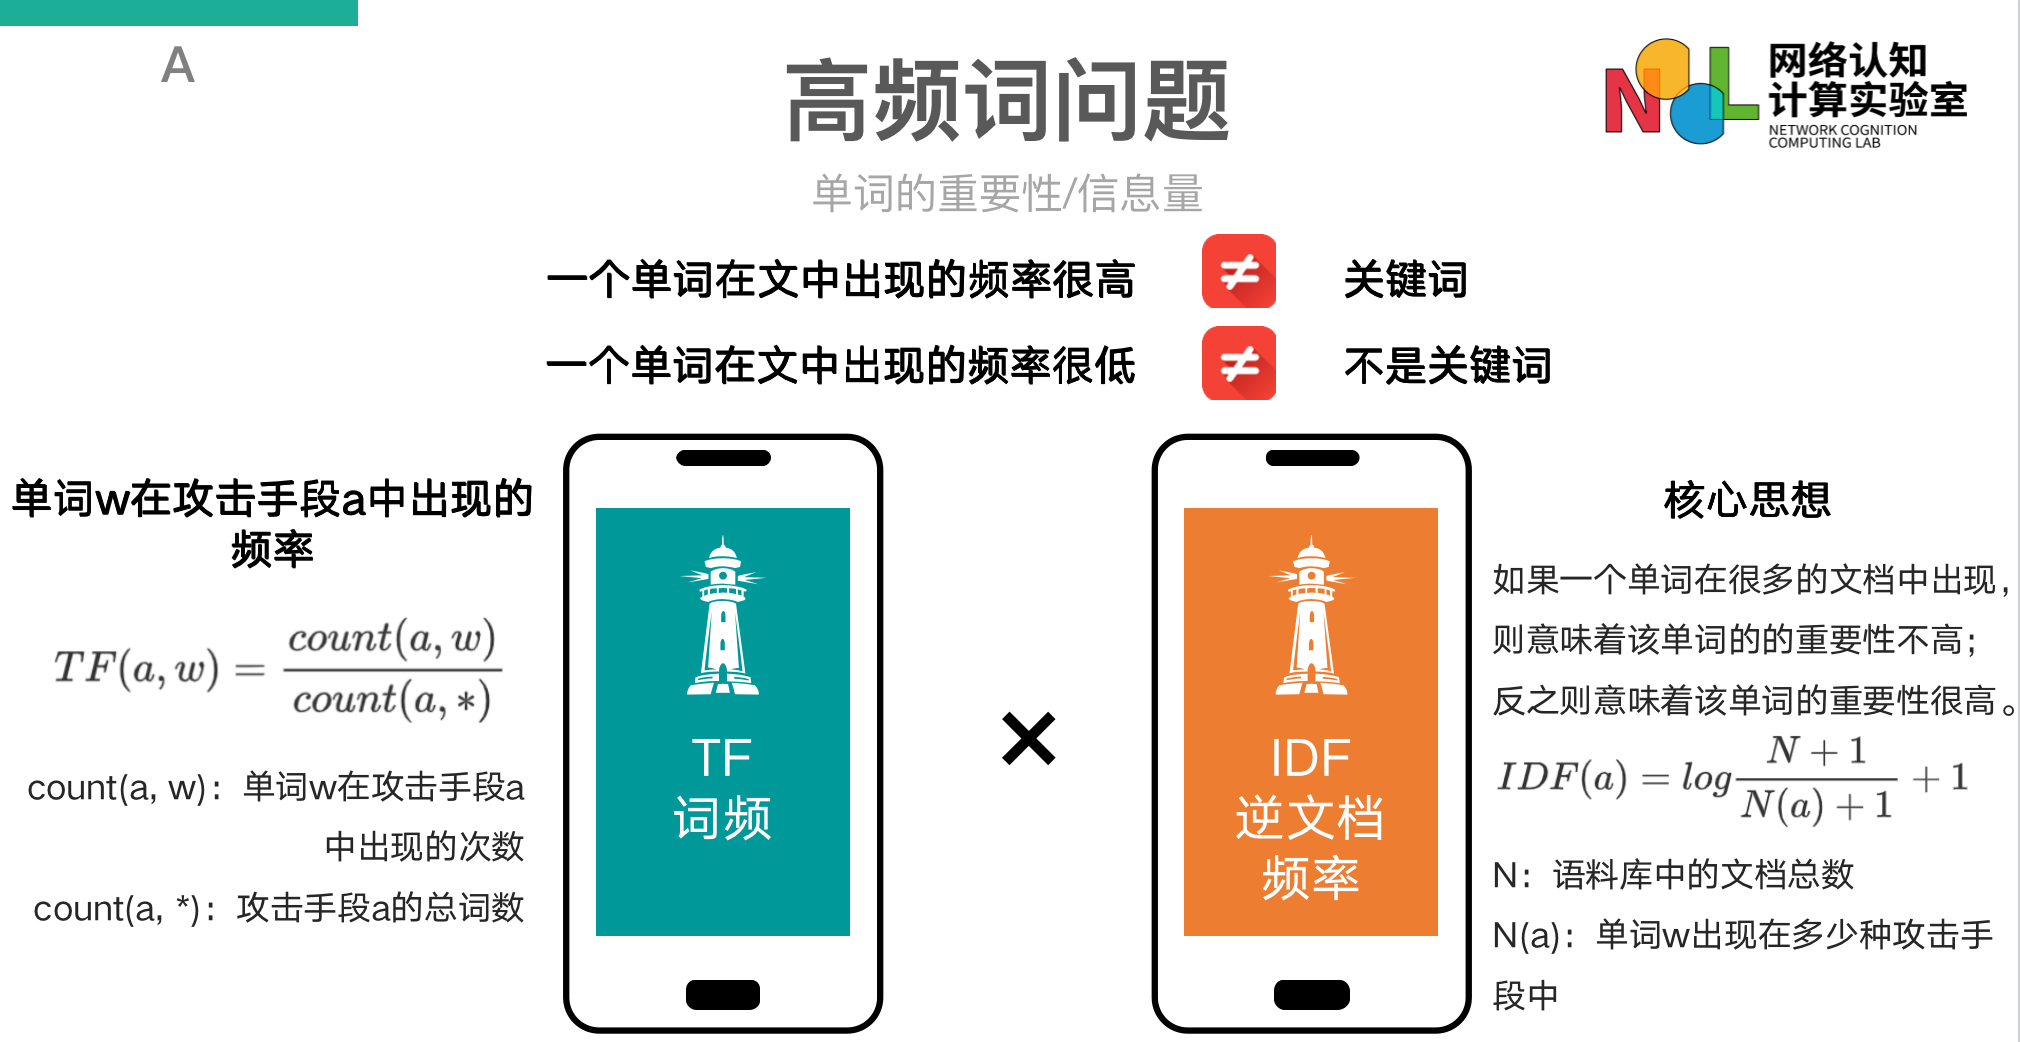 A
高频词问题
网络认知
计算实验室
NETWORK COGNITION
COMPUTING LAB
单词的重要性/信息量
一个单词在文中出现的频率很高 ≠ 关键词
一个单词在文中出现的频率很低 ≠ 不是关键词
单词w在攻击手段a中出现的
频率
TF(a, w) = count(a, w) / count(a, *)
count(a, w)：单词w在攻击手段a
中出现的次数
count(a, *)：攻击手段a的总词数
TF
词频
×
IDF
逆文档
频率
核心思想
如果一个单词在很多的文档中出现，
则意味着该单词的的重要性不高；
反之则意味着该单词的重要性很高。
IDF(a) = log (N + 1) / (N(a) + 1) + 1
N：语料库中的文档总数
N(a)：单词w出现在多少种攻击手
段中